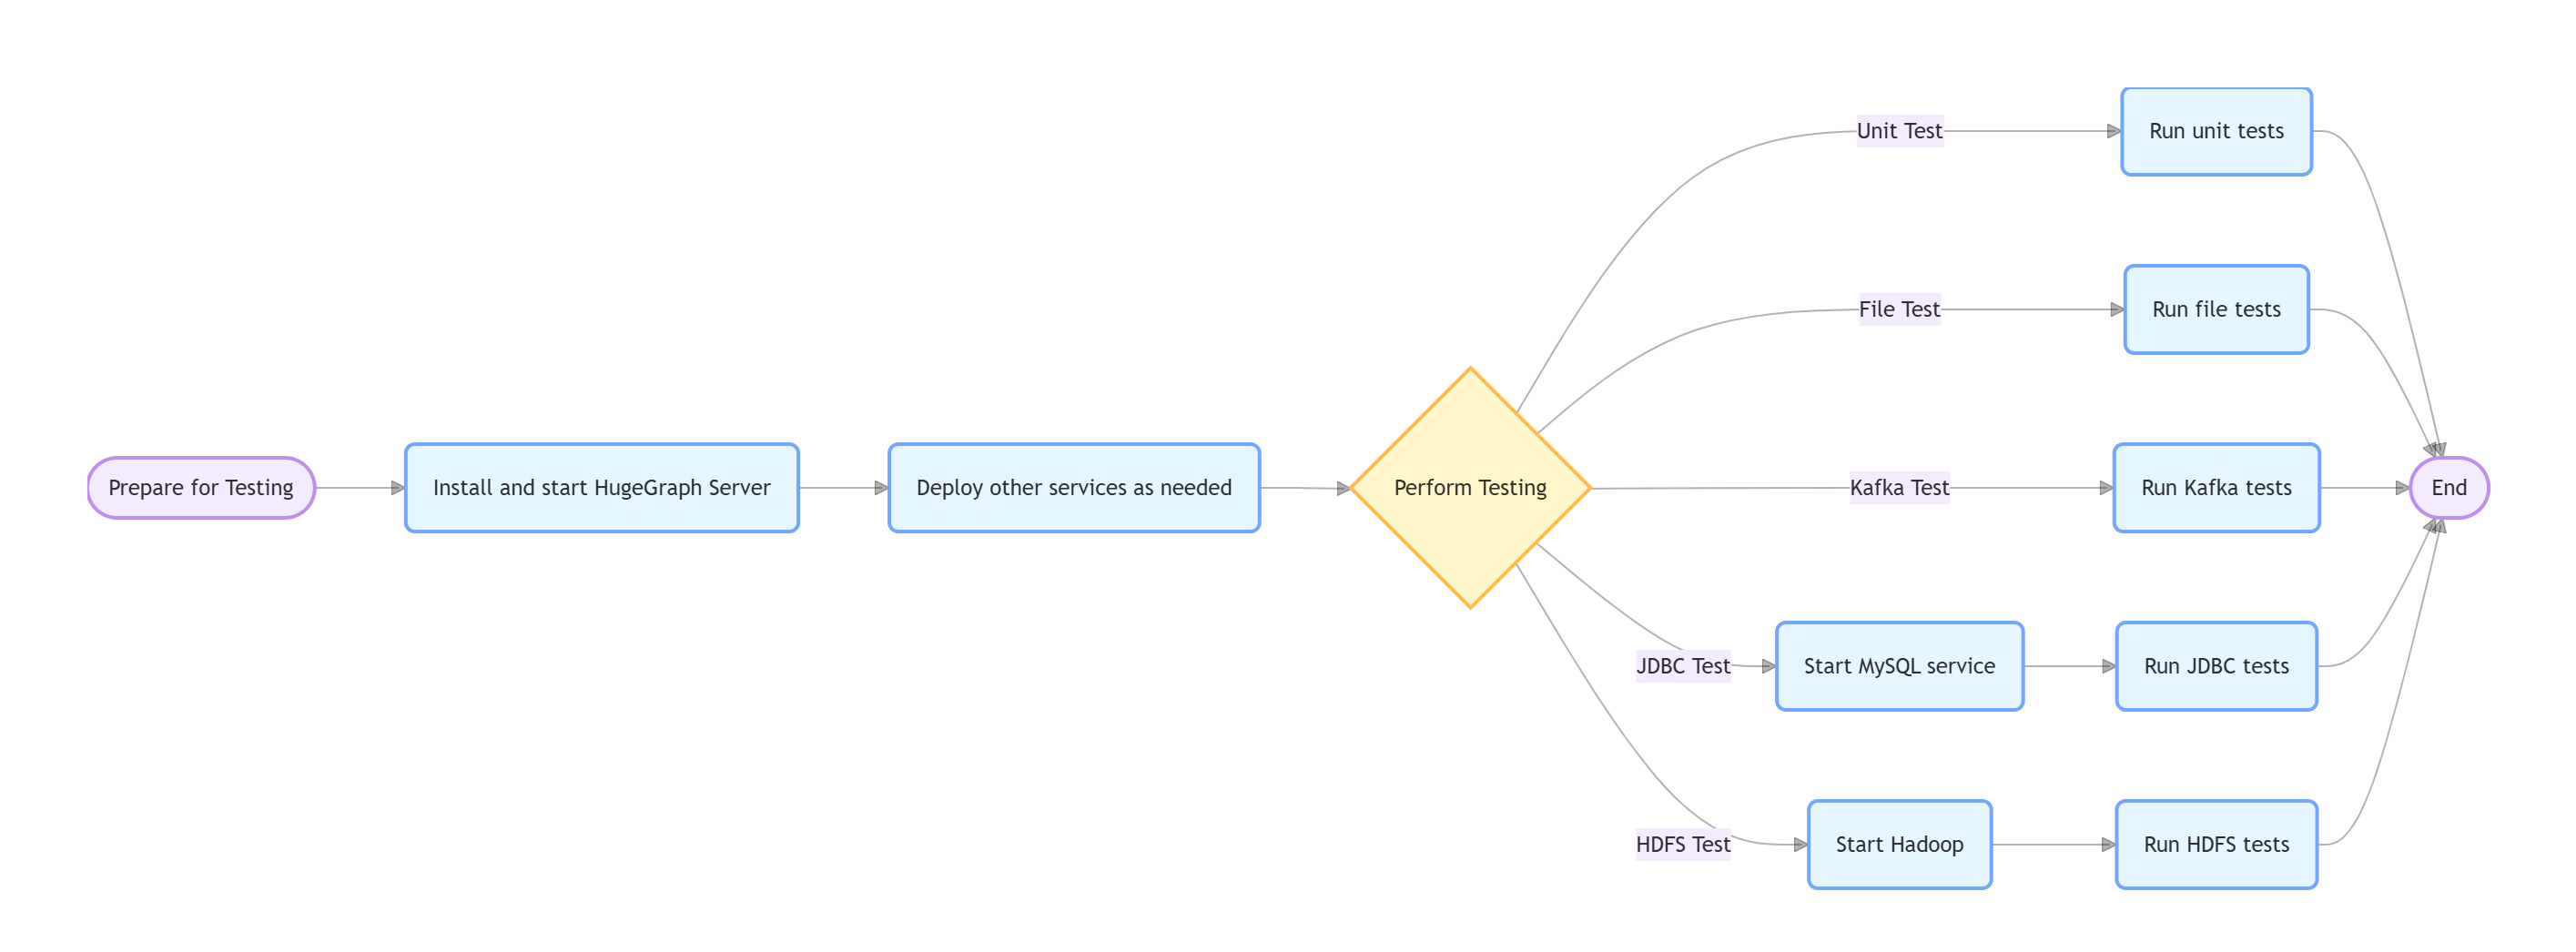 Prepare for Testing
Install and start HugeGraph Server
Deploy other services as needed
Perform Testing
Unit Test
Run unit tests
File Test
Run file tests
Kafka Test
Run Kafka tests
JDBC Test
Start MySQL service
Run JDBC tests
HDFS Test
Start Hadoop
Run HDFS tests
End